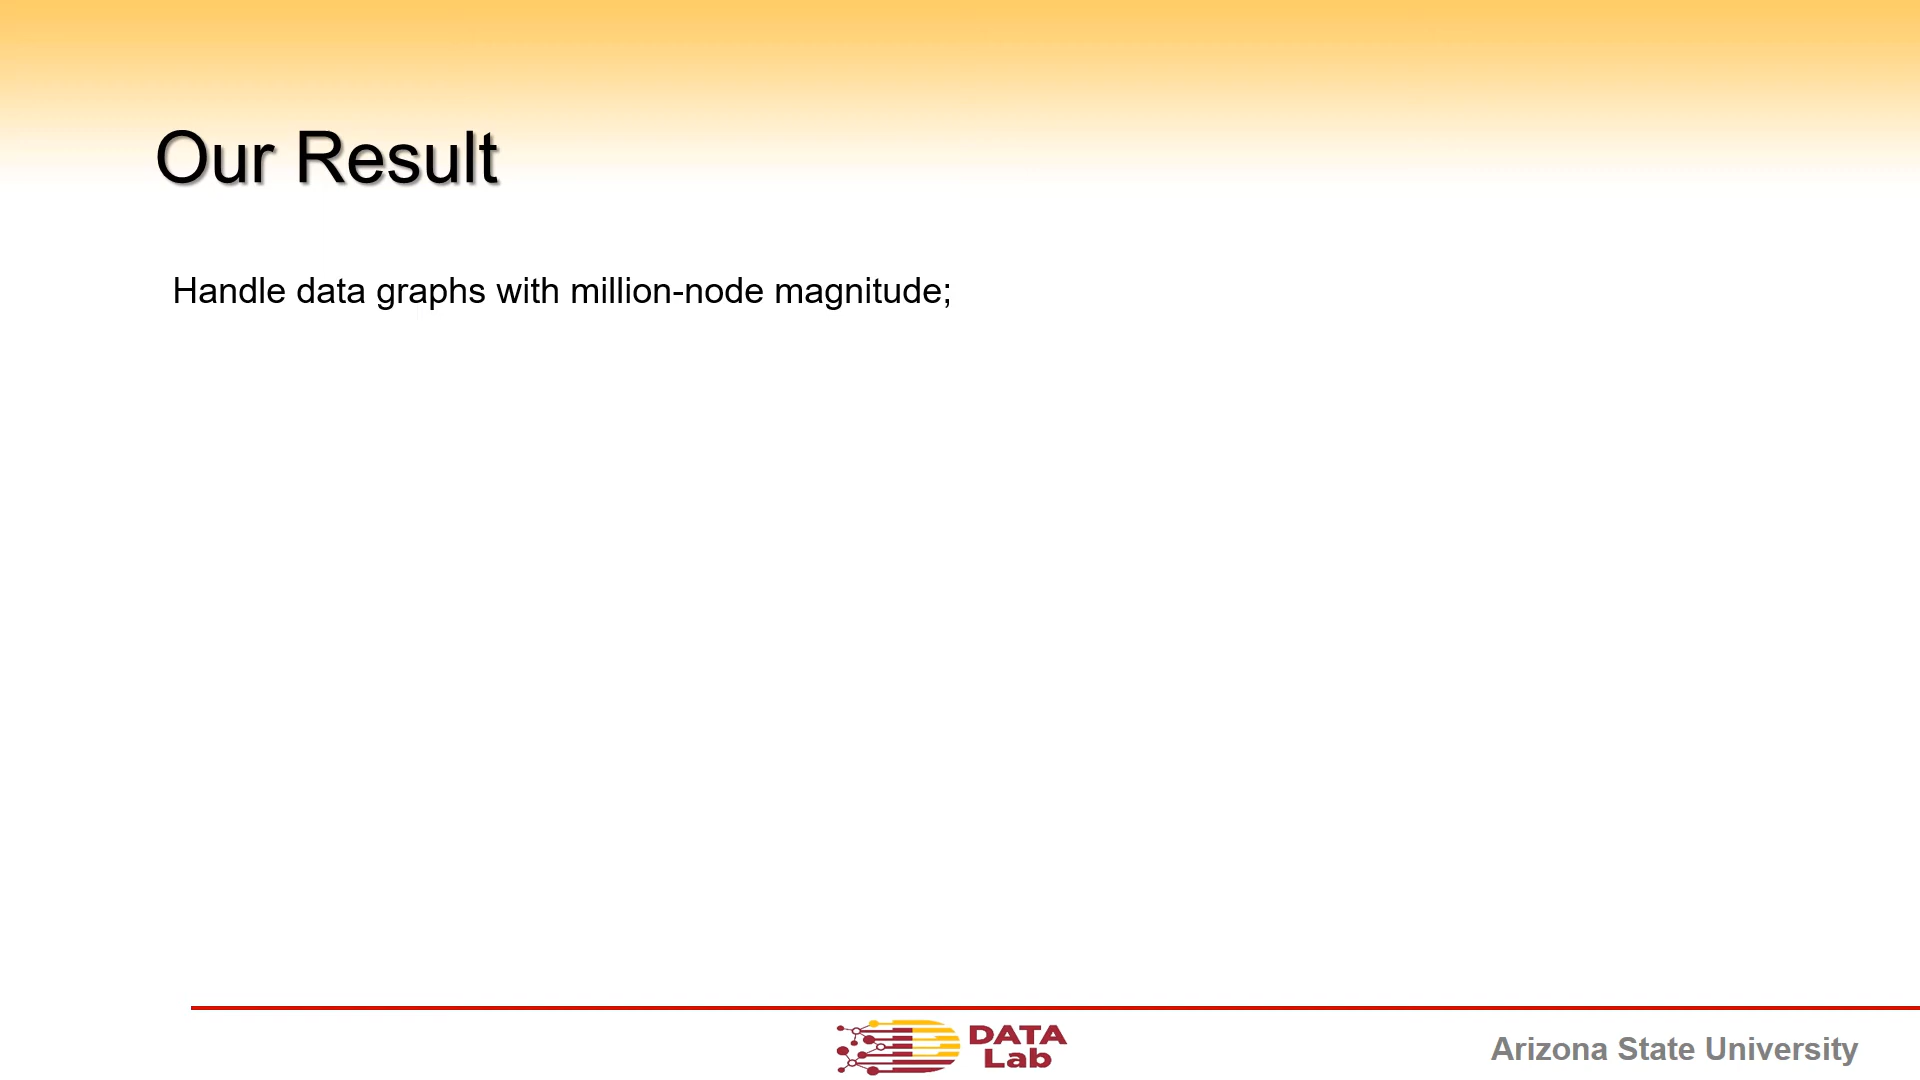 Our Result
Handle data graphs with million-node magnitude;
DATA
Lab
Arizona State University